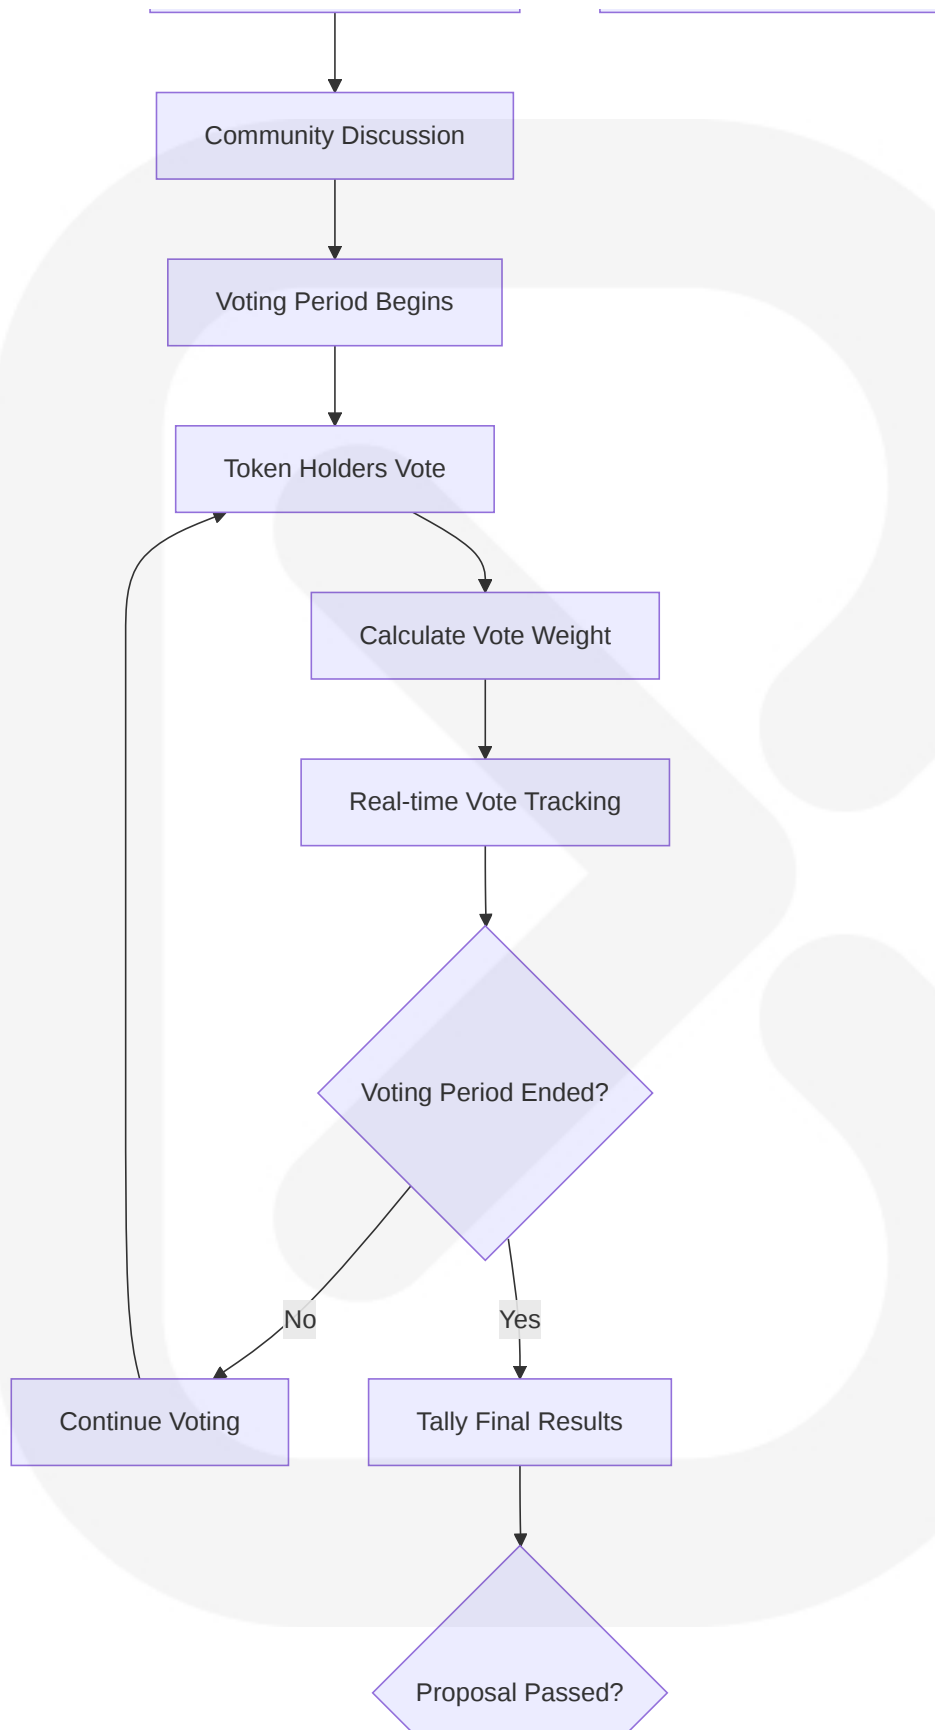 Community Discussion
Voting Period Begins
Token Holders Vote
Calculate Vote Weight
Real-time Vote Tracking
Voting Period Ended?
No
Yes
Continue Voting
Tally Final Results
Proposal Passed?